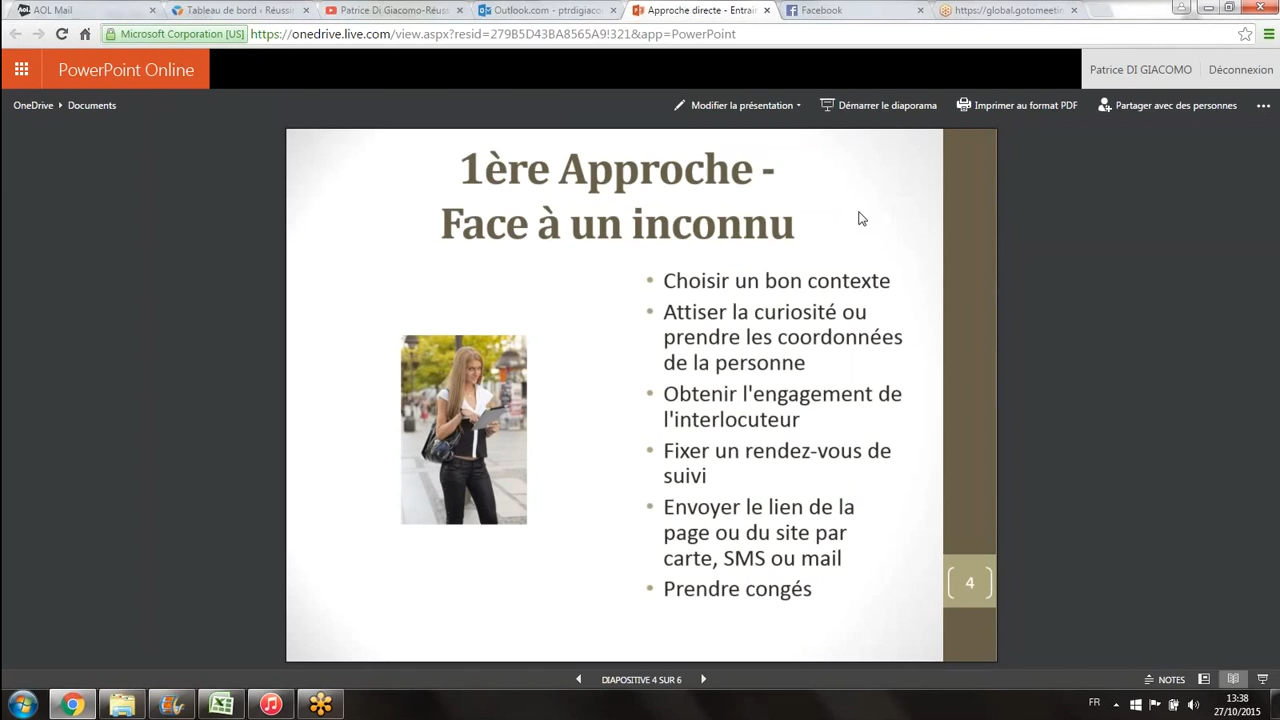 AOL Mail
Tableau de bord ‹ Réussir
Patrice Di Giacomo-Réuss
Outlook.com - ptrdigiaco
Approche directe - Entrain
Facebook
https://global.gotomeetin
Microsoft Corporation [US]
https://onedrive.live.com/view.aspx?resid=279B5D43BA8565A9!321&app=PowerPoint
PowerPoint Online
Patrice DI GIACOMO
Déconnexion
OneDrive
Documents
Modifier la présentation
Démarrer le diaporama
Imprimer au format PDF
Partager avec des personnes
1ère Approche -
Face à un inconnu
• Choisir un bon contexte
• Attiser la curiosité ou
prendre les coordonnées
de la personne
• Obtenir l'engagement de
l'interlocuteur
• Fixer un rendez-vous de
suivi
• Envoyer le lien de la
page ou du site par
carte, SMS ou mail
• Prendre congés
4
DIAPOSITIVE 4 SUR 6
NOTES
FR
13:38
27/10/2015